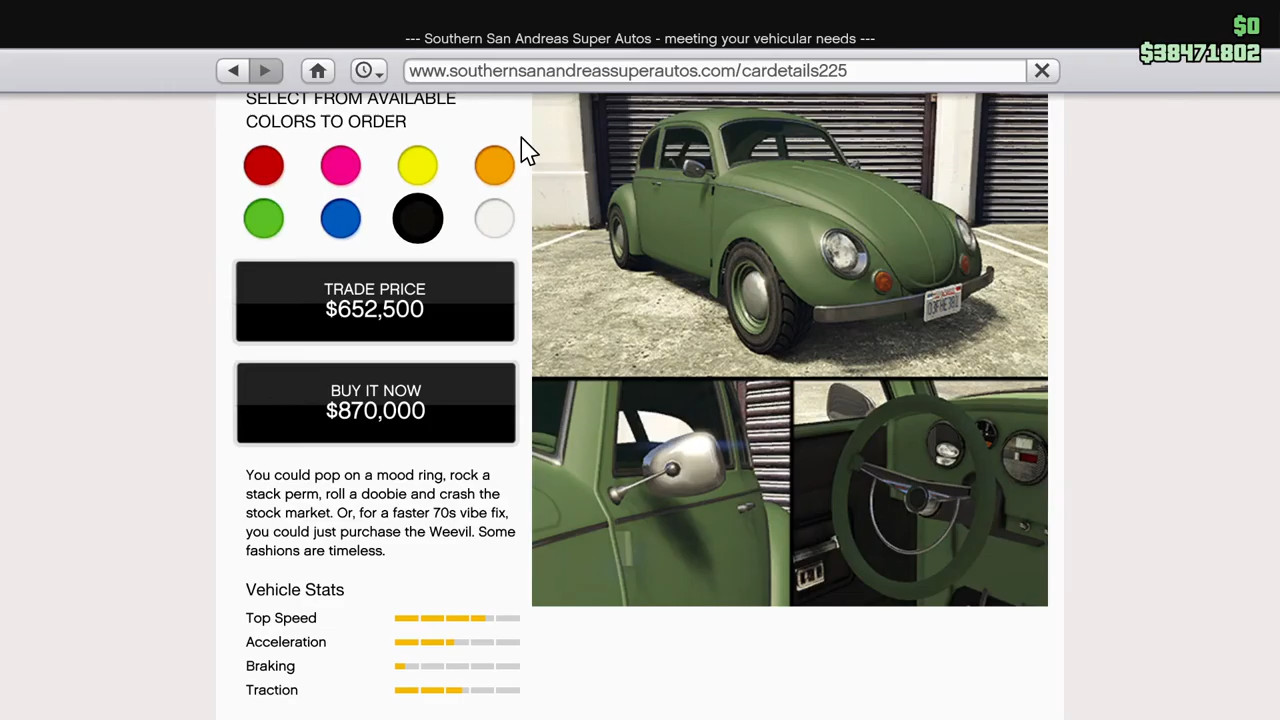 --- Southern San Andreas Super Autos - meeting your vehicular needs ---
$0
$38471802
www.southernsanandreassuperautos.com/cardetails225
SELECT FROM AVAILABLE
COLORS TO ORDER
TRADE PRICE
$652,500
BUY IT NOW
$870,000
You could pop on a mood ring, rock a
stack perm, roll a doobie and crash the
stock market. Or, for a faster 70s vibe fix,
you could just purchase the Weevil. Some
fashions are timeless.
Vehicle Stats
Top Speed
Acceleration
Braking
Traction